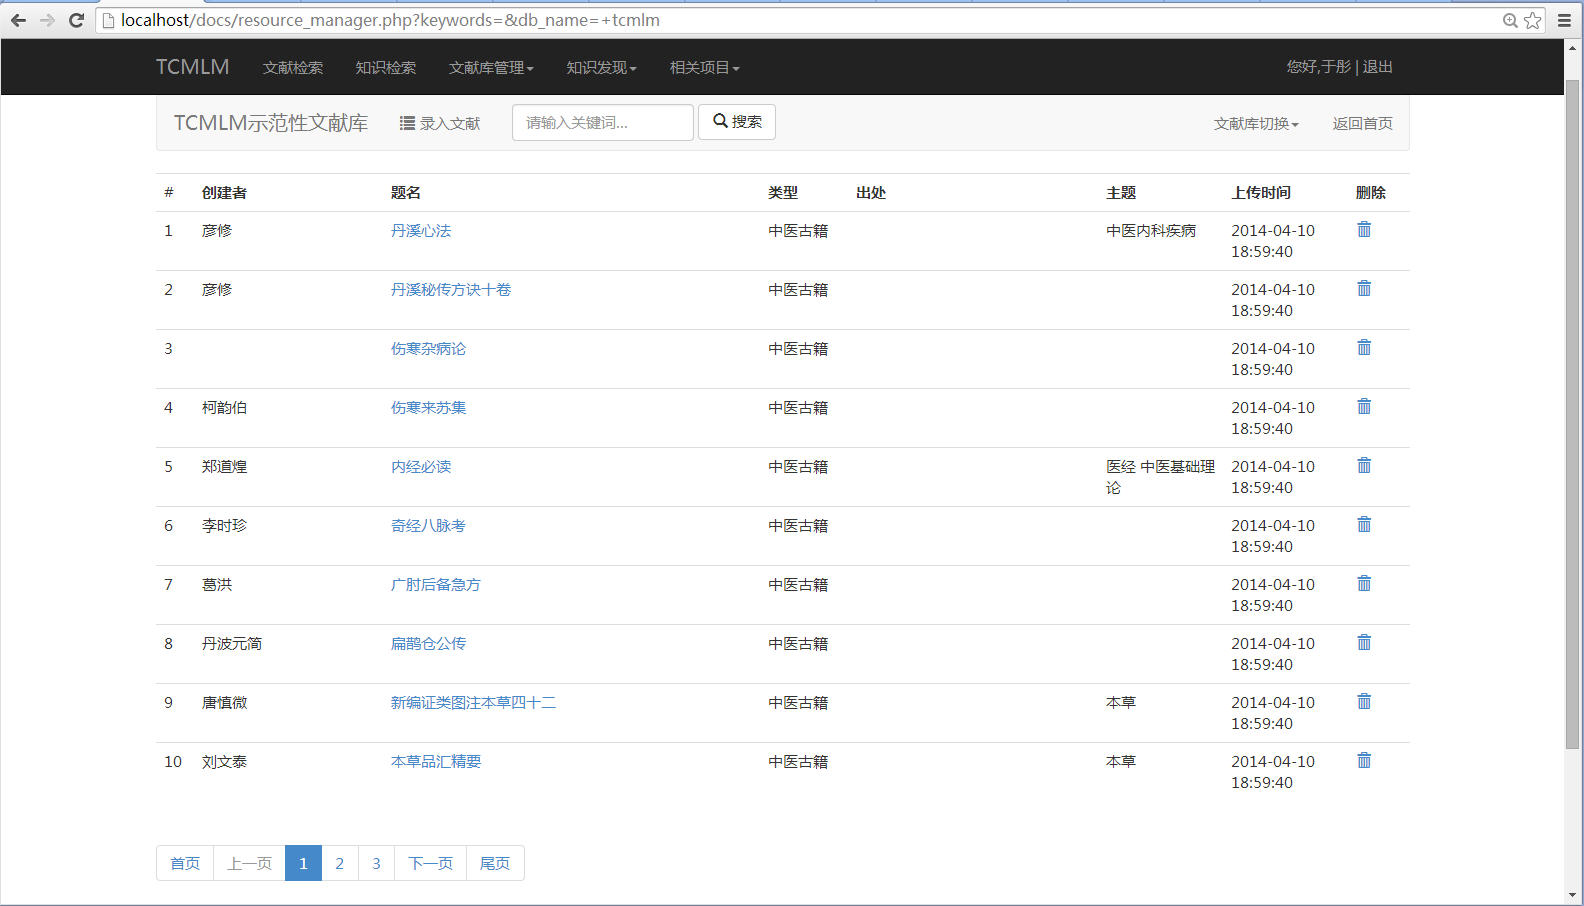 localhost/docs/resource_manager.php?keywords=&db_name=+tcmlm
TCMLM 文献检索 知识检索 文献库管理 知识发现 相关项目 您好,于彤 | 退出
TCMLM示范性文献库 录入文献 请输入关键词... 搜索 文献库切换 返回首页
# 创建者 题名 类型 出处 主题 上传时间 删除
1 彦修 丹溪心法 中医古籍 中医内科疾病 2014-04-10
18:59:40
2 彦修 丹溪秘传方诀十卷 中医古籍 2014-04-10
18:59:40
3 伤寒杂病论 中医古籍 2014-04-10
18:59:40
4 柯韵伯 伤寒来苏集 中医古籍 2014-04-10
18:59:40
5 郑道煌 内经必读 中医古籍 医经 中医基础理 2014-04-10
论 18:59:40
6 李时珍 奇经八脉考 中医古籍 2014-04-10
18:59:40
7 葛洪 广肘后备急方 中医古籍 2014-04-10
18:59:40
8 丹波元简 扁鹊仓公传 中医古籍 2014-04-10
18:59:40
9 唐慎微 新编证类图注本草四十二 中医古籍 本草 2014-04-10
18:59:40
10 刘文泰 本草品汇精要 中医古籍 本草 2014-04-10
18:59:40
首页 上一页 1 2 3 下一页 尾页